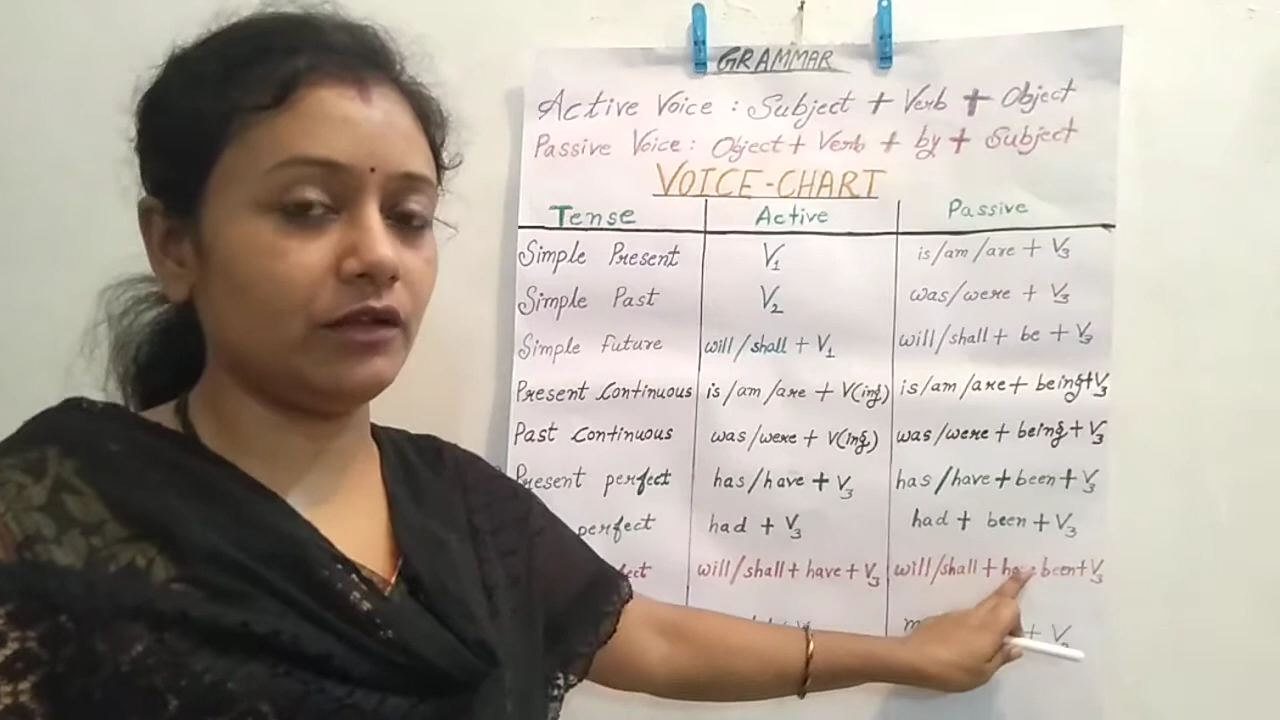 GRAMMAR
Active Voice : Subject + Verb + Object
Passive Voice : Object + Verb + by + Subject
VOICE-CHART
Tense Active Passive
Simple Present V1 is/am/are + V3
Simple Past V2 was/were + V3
Simple Future will/shall + V1 will/shall + be + V3
Present Continuous is/am/are + V(ing) is/am/are + being + V3
Past Continuous was/were + V(ing) was/were + being + V3
Present perfect has/have + V3 has/have + been + V3
perfect had + V3 had + been + V3
will/shall + have + V3 will/shall + been + V3